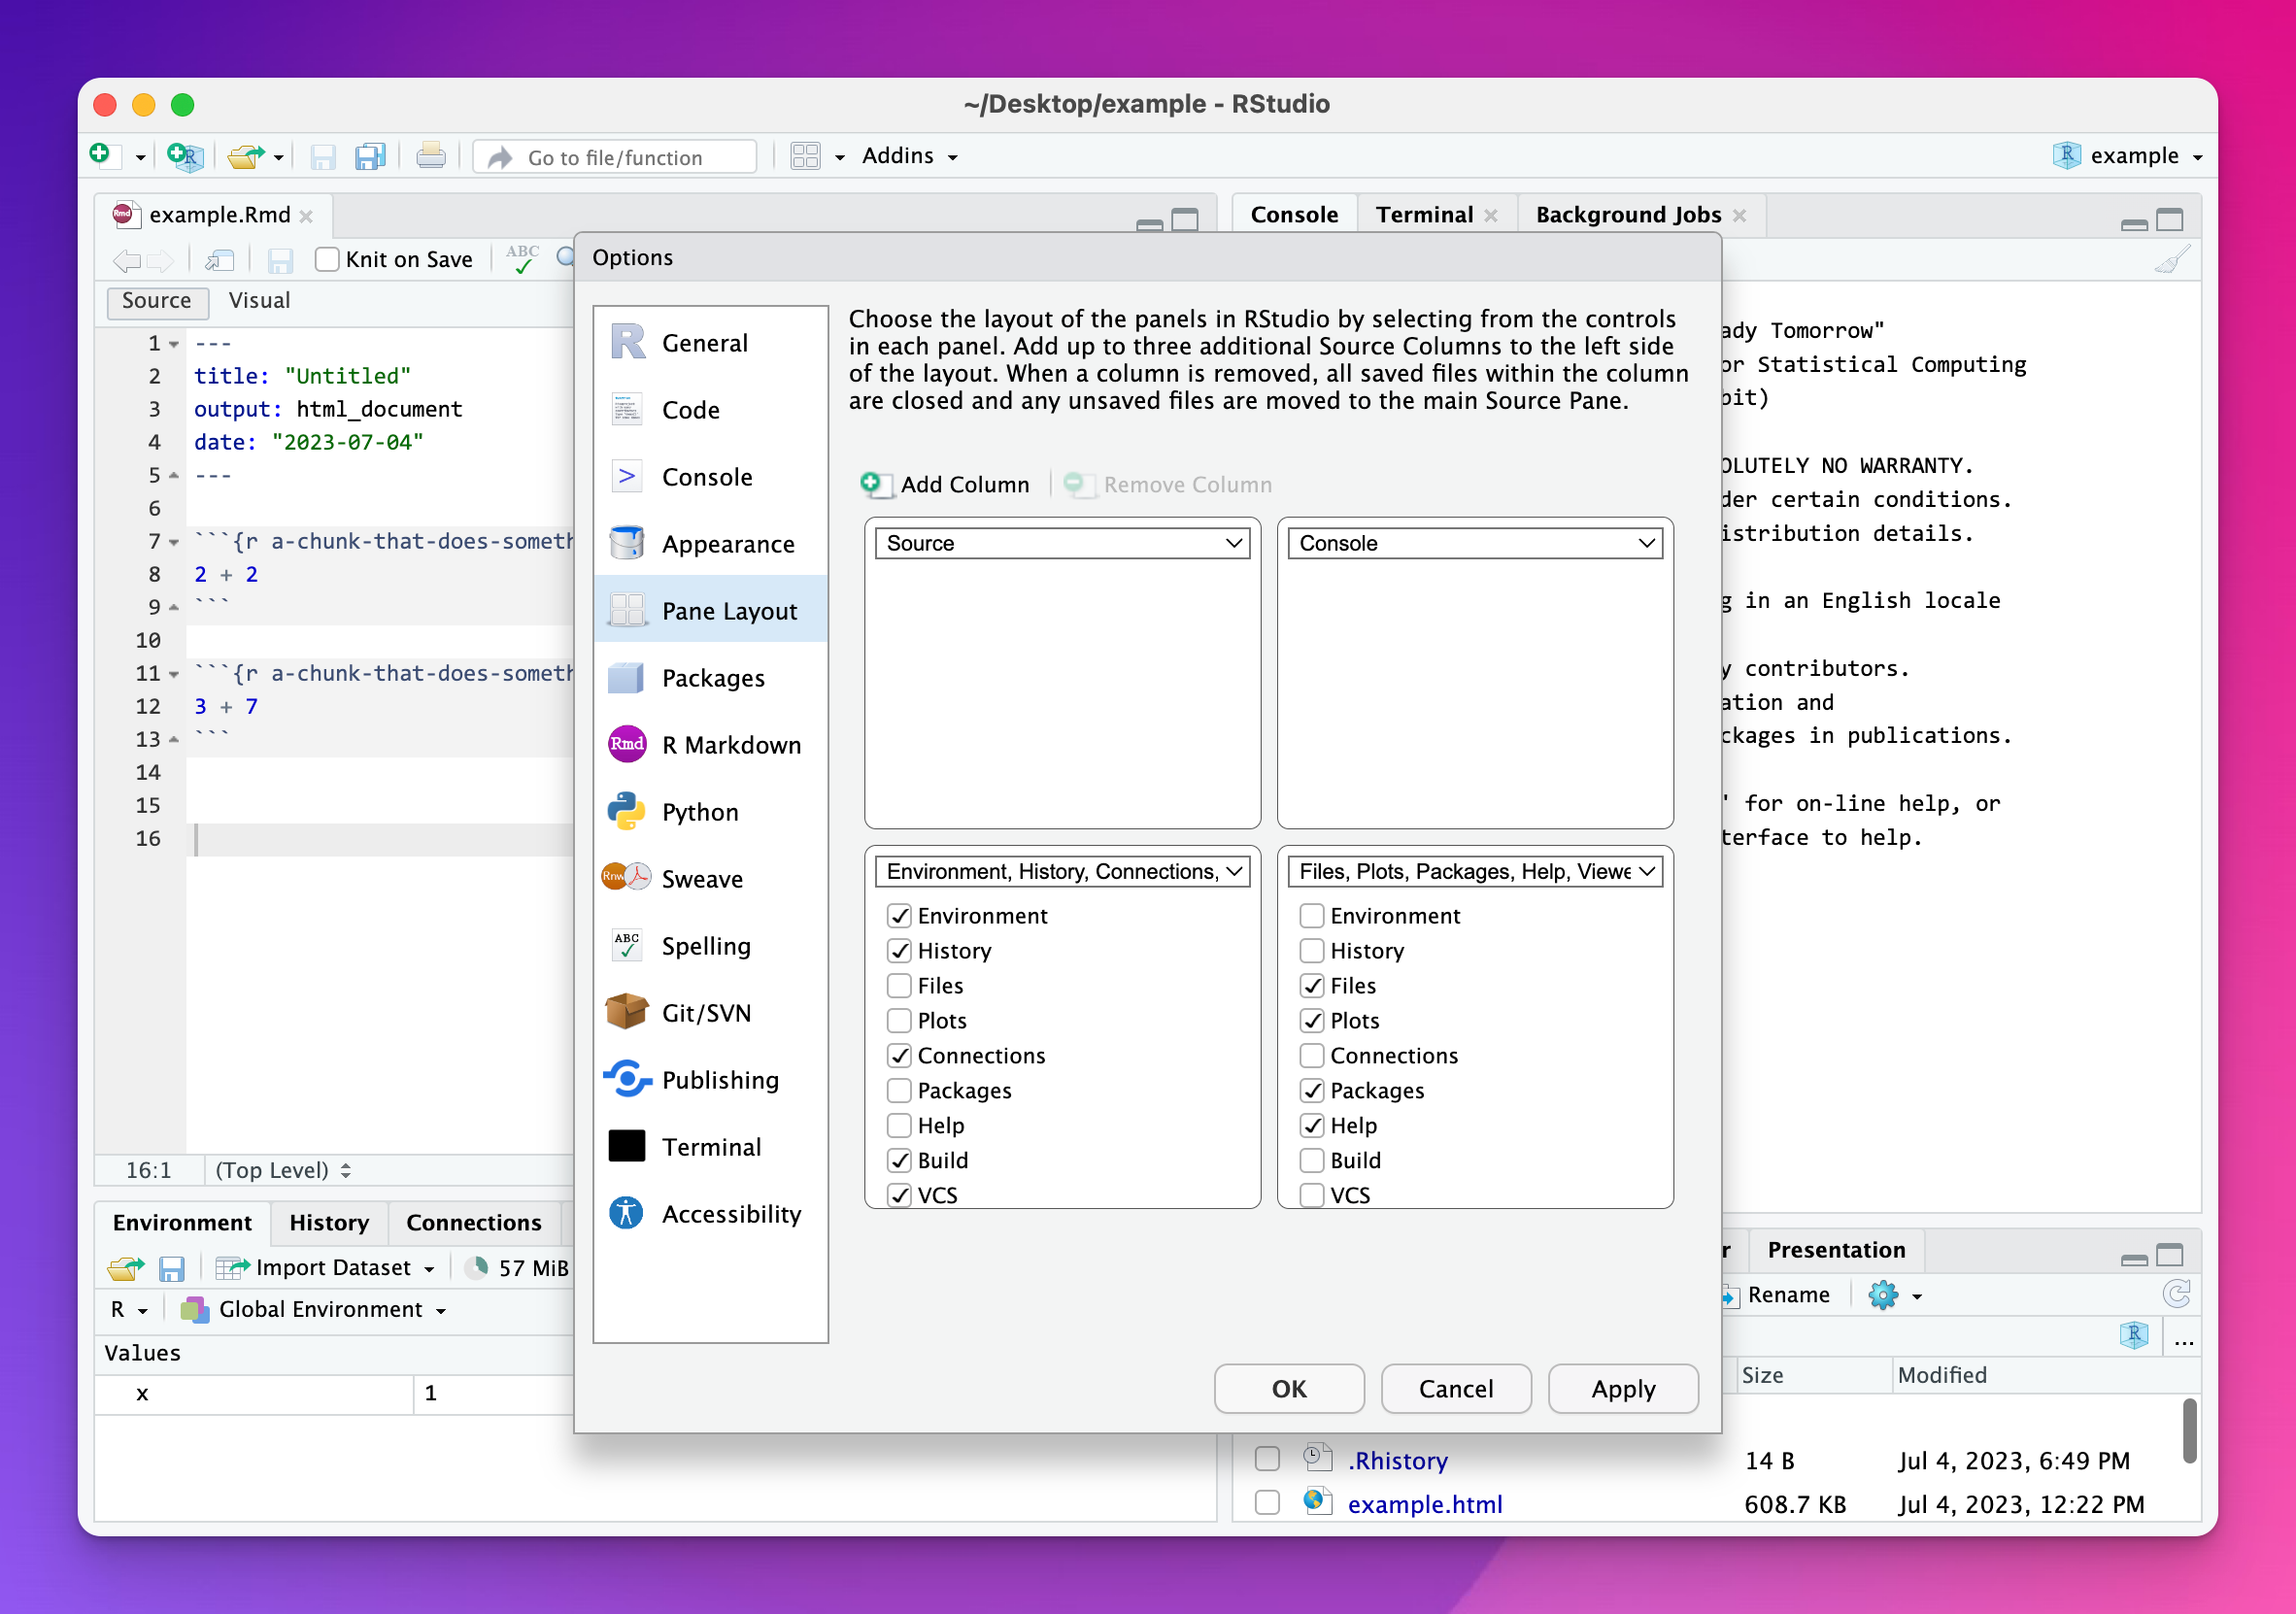 ~/Desktop/example - RStudio
Go to file/function
Addins
example
example.Rmd
Knit on Save
ABC
Source
Visual
1 ---
2 title: "Untitled"
3 output: html_document
4 date: "2023-07-04"
5 ---
6
7 ```{r a-chunk-that-does-someth
8 2 + 2
9 ```
10
11 ```{r a-chunk-that-does-someth
12 3 + 7
13 ```
14
15
16
16:1
(Top Level)
Console
Terminal
Background Jobs
ady Tomorrow"
or Statistical Computing
bit)
OLUTELY NO WARRANTY.
der certain conditions.
istribution details.
g in an English locale
y contributors.
ation and
ckages in publications.
' for on-line help, or
terface to help.
Options
R General
Code
> Console
Appearance
Pane Layout
Packages
Rmd R Markdown
Python
Rnw Sweave
ABC Spelling
Git/SVN
Publishing
Terminal
Accessibility
Choose the layout of the panels in RStudio by selecting from the controls
in each panel. Add up to three additional Source Columns to the left side
of the layout. When a column is removed, all saved files within the column
are closed and any unsaved files are moved to the main Source Pane.
Add Column
Remove Column
Source
Console
Environment, History, Connections,
Environment
History
Files
Plots
Connections
Packages
Help
Build
VCS
Files, Plots, Packages, Help, Viewe
Environment
History
Files
Plots
Connections
Packages
Help
Build
VCS
OK
Cancel
Apply
Environment
History
Connections
Import Dataset
57 MiB
R
Global Environment
Values
x 1
r
Presentation
Rename
R
...
Size
Modified
.Rhistory 14 B Jul 4, 2023, 6:49 PM
example.html 608.7 KB Jul 4, 2023, 12:22 PM